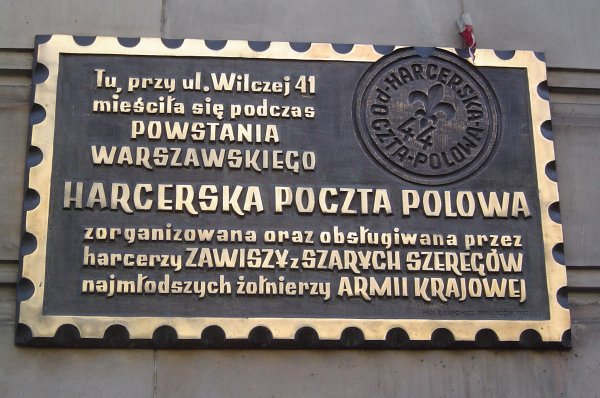 Tu, przy ul. Wilczej 41
mieściła się podczas
POWSTANIA
WARSZAWSKIEGO
HARCERSKA
POCZTA POLOWA
44
HARCERSKA POCZTA POLOWA
zorganizowana oraz obsługiwana przez
harcerzy ZAWISZY z SZARYCH SZEREGÓW
najmłodszych żołnierzy ARMII KRAJOWEJ